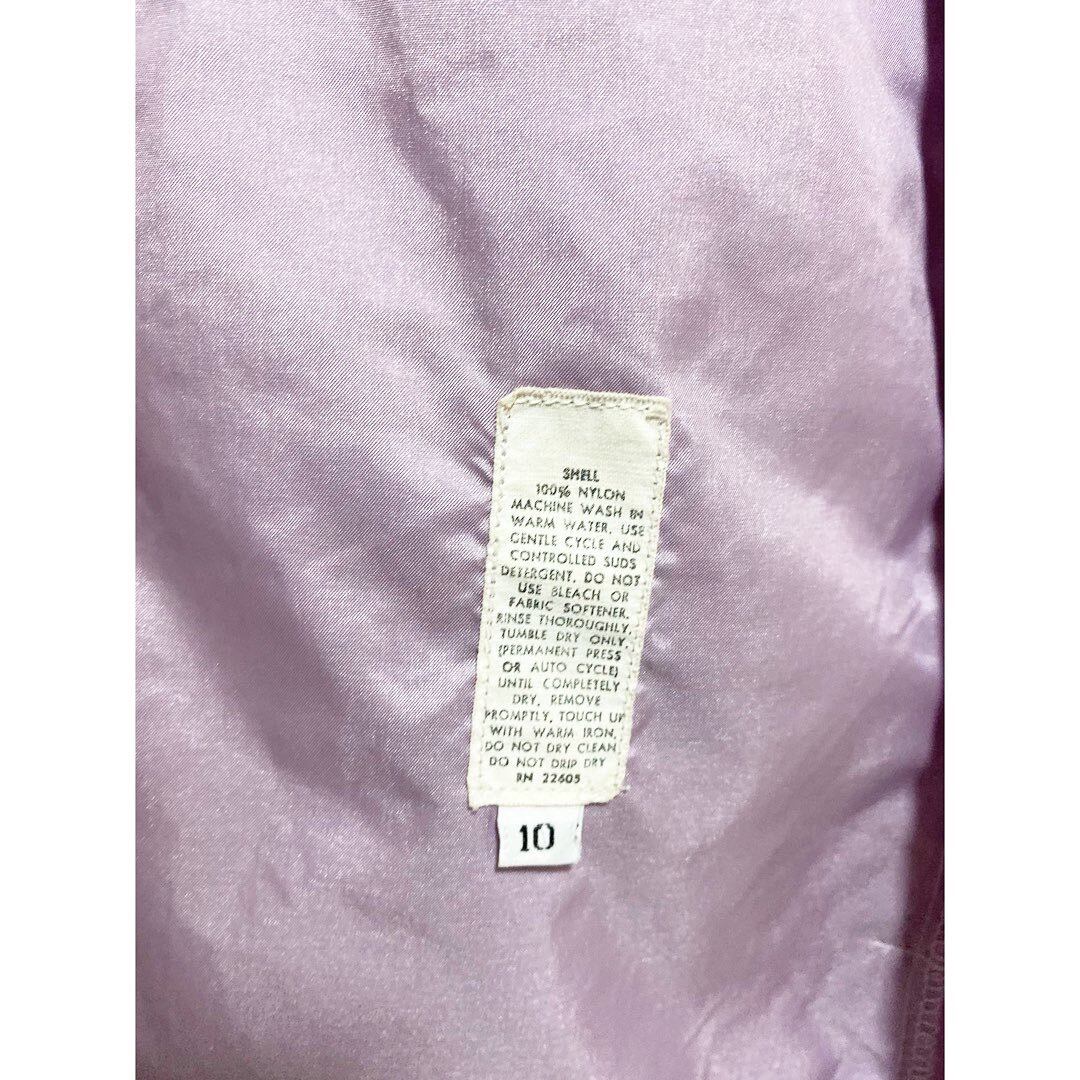 SHELL
100% NYLON
MACHINE WASH IN
WARM WATER. USE
GENTLE CYCLE AND
CONTROLLED SUDS
DETERGENT. DO NOT
USE BLEACH OR
FABRIC SOFTENER.
RINSE THOROUGHLY.
TUMBLE DRY ONLY
(PERMANENT PRESS
OR AUTO CYCLE)
UNTIL COMPLETELY
DRY. REMOVE
PROMPTLY. TOUCH UP
WITH WARM IRON.
DO NOT DRY CLEAN
DO NOT DRIP DRY
RN 22605
10